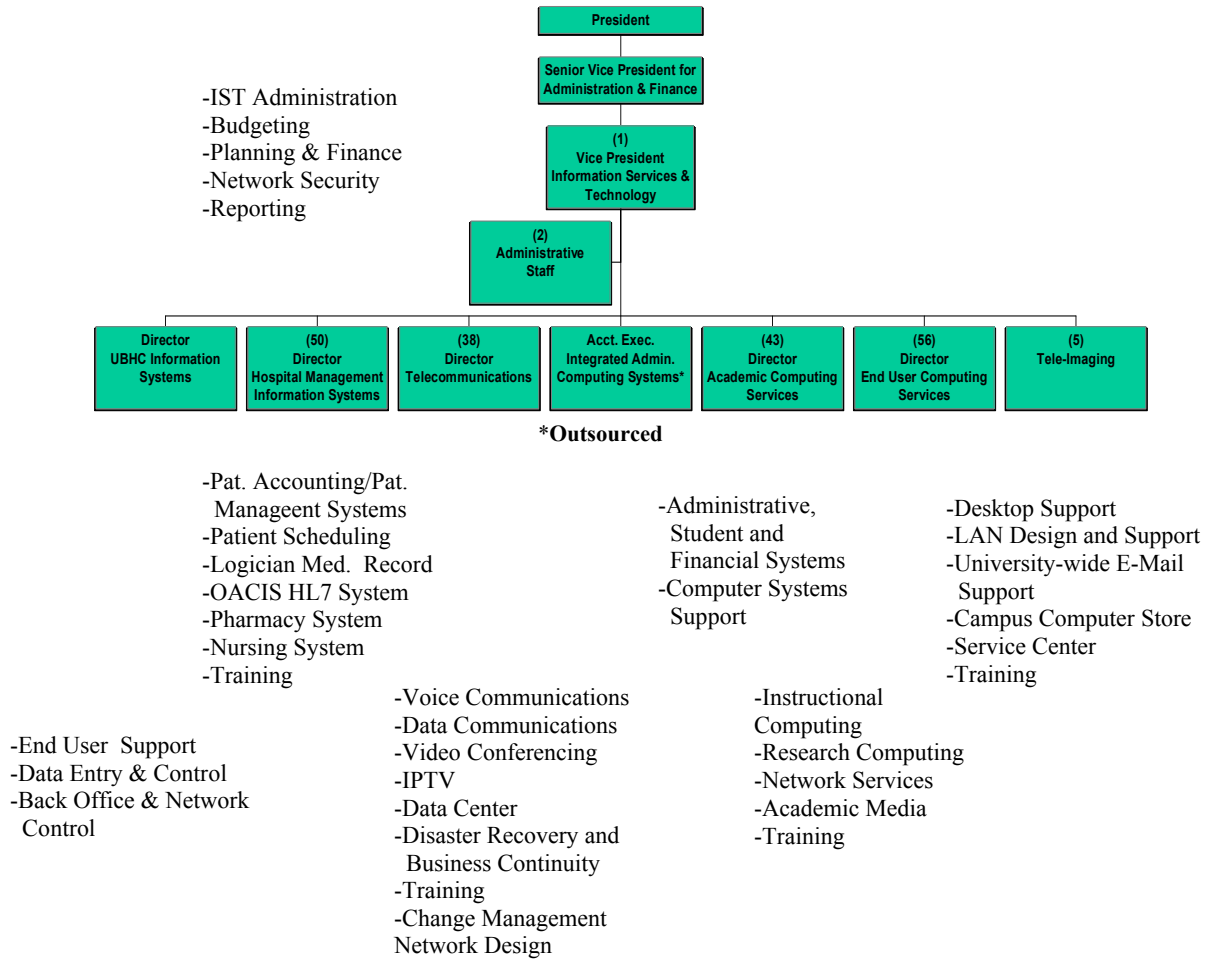 President
Senior Vice President for
Administration & Finance
-IST Administration
-Budgeting
-Planning & Finance
-Network Security
-Reporting
(1)
Vice President
Information Services &
Technology
(2)
Administrative
Staff
Director
UBHC Information
Systems
(50)
Director
Hospital Management
Information Systems
(38)
Director
Telecommunications
Acct. Exec.
Integrated Admin.
Computing Systems*
(43)
Director
Academic Computing
Services
(56)
Director
End User Computing
Services
(5)
Tele-Imaging
*Outsourced
-Pat. Accounting/Pat.
Manageent Systems
-Patient Scheduling
-Logician Med. Record
-OACIS HL7 System
-Pharmacy System
-Nursing System
-Training
-Administrative,
Student and
Financial Systems
-Computer Systems
Support
-Desktop Support
-LAN Design and Support
-University-wide E-Mail
Support
-Campus Computer Store
-Service Center
-Training
-End User Support
-Data Entry & Control
-Back Office & Network
Control
-Voice Communications
-Data Communications
-Video Conferencing
-IPTV
-Data Center
-Disaster Recovery and
Business Continuity
-Training
-Change Management
Network Design
-Instructional
Computing
-Research Computing
-Network Services
-Academic Media
-Training